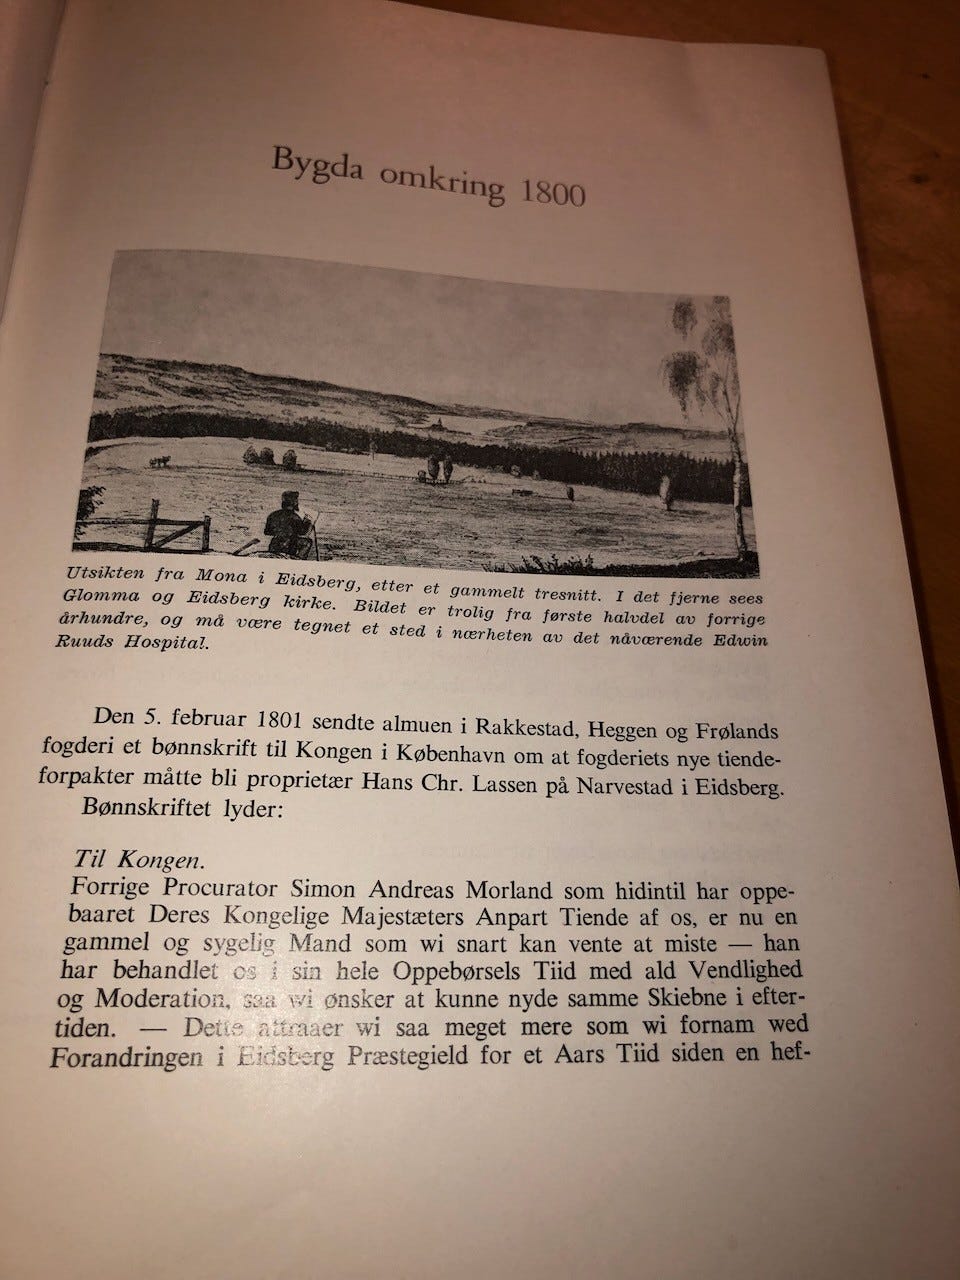 Bygda omkring 1800
Utsikten fra Mona i Eidsberg, etter et gammelt tresnitt. I det fjerne sees
Glomma og Eidsberg kirke. Bildet er trolig fra første halvdel av forrige
århundre, og må være tegnet et sted i nærheten av det nåværende Edwin
Ruuds Hospital.
Den 5. februar 1801 sendte almuen i Rakkestad, Heggen og Frølands
fogderi et bønnskrift til Kongen i København om at fogderiets nye tiende-
forpakter måtte bli proprietær Hans Chr. Lassen på Narvestad i Eidsberg.
Bønnskriftet lyder:
Til Kongen.
Forrige Procurator Simon Andreas Morland som hidintil har oppe-
baaret Deres Kongelige Majestæters Anpart Tiende af os, er nu en
gammel og sygelig Mand som wi snart kan vente at miste — han
har behandlet os i sin hele Oppebørsels Tiid med ald Vendlighed
og Moderation, saa wi ønsker at kunne nyde samme Skiebne i efter-
tiden. — Dette attraaer wi saa meget mere som wi fornam wed
Forandringen i Eidsberg Præstegield for et Aars Tiid siden en hef-